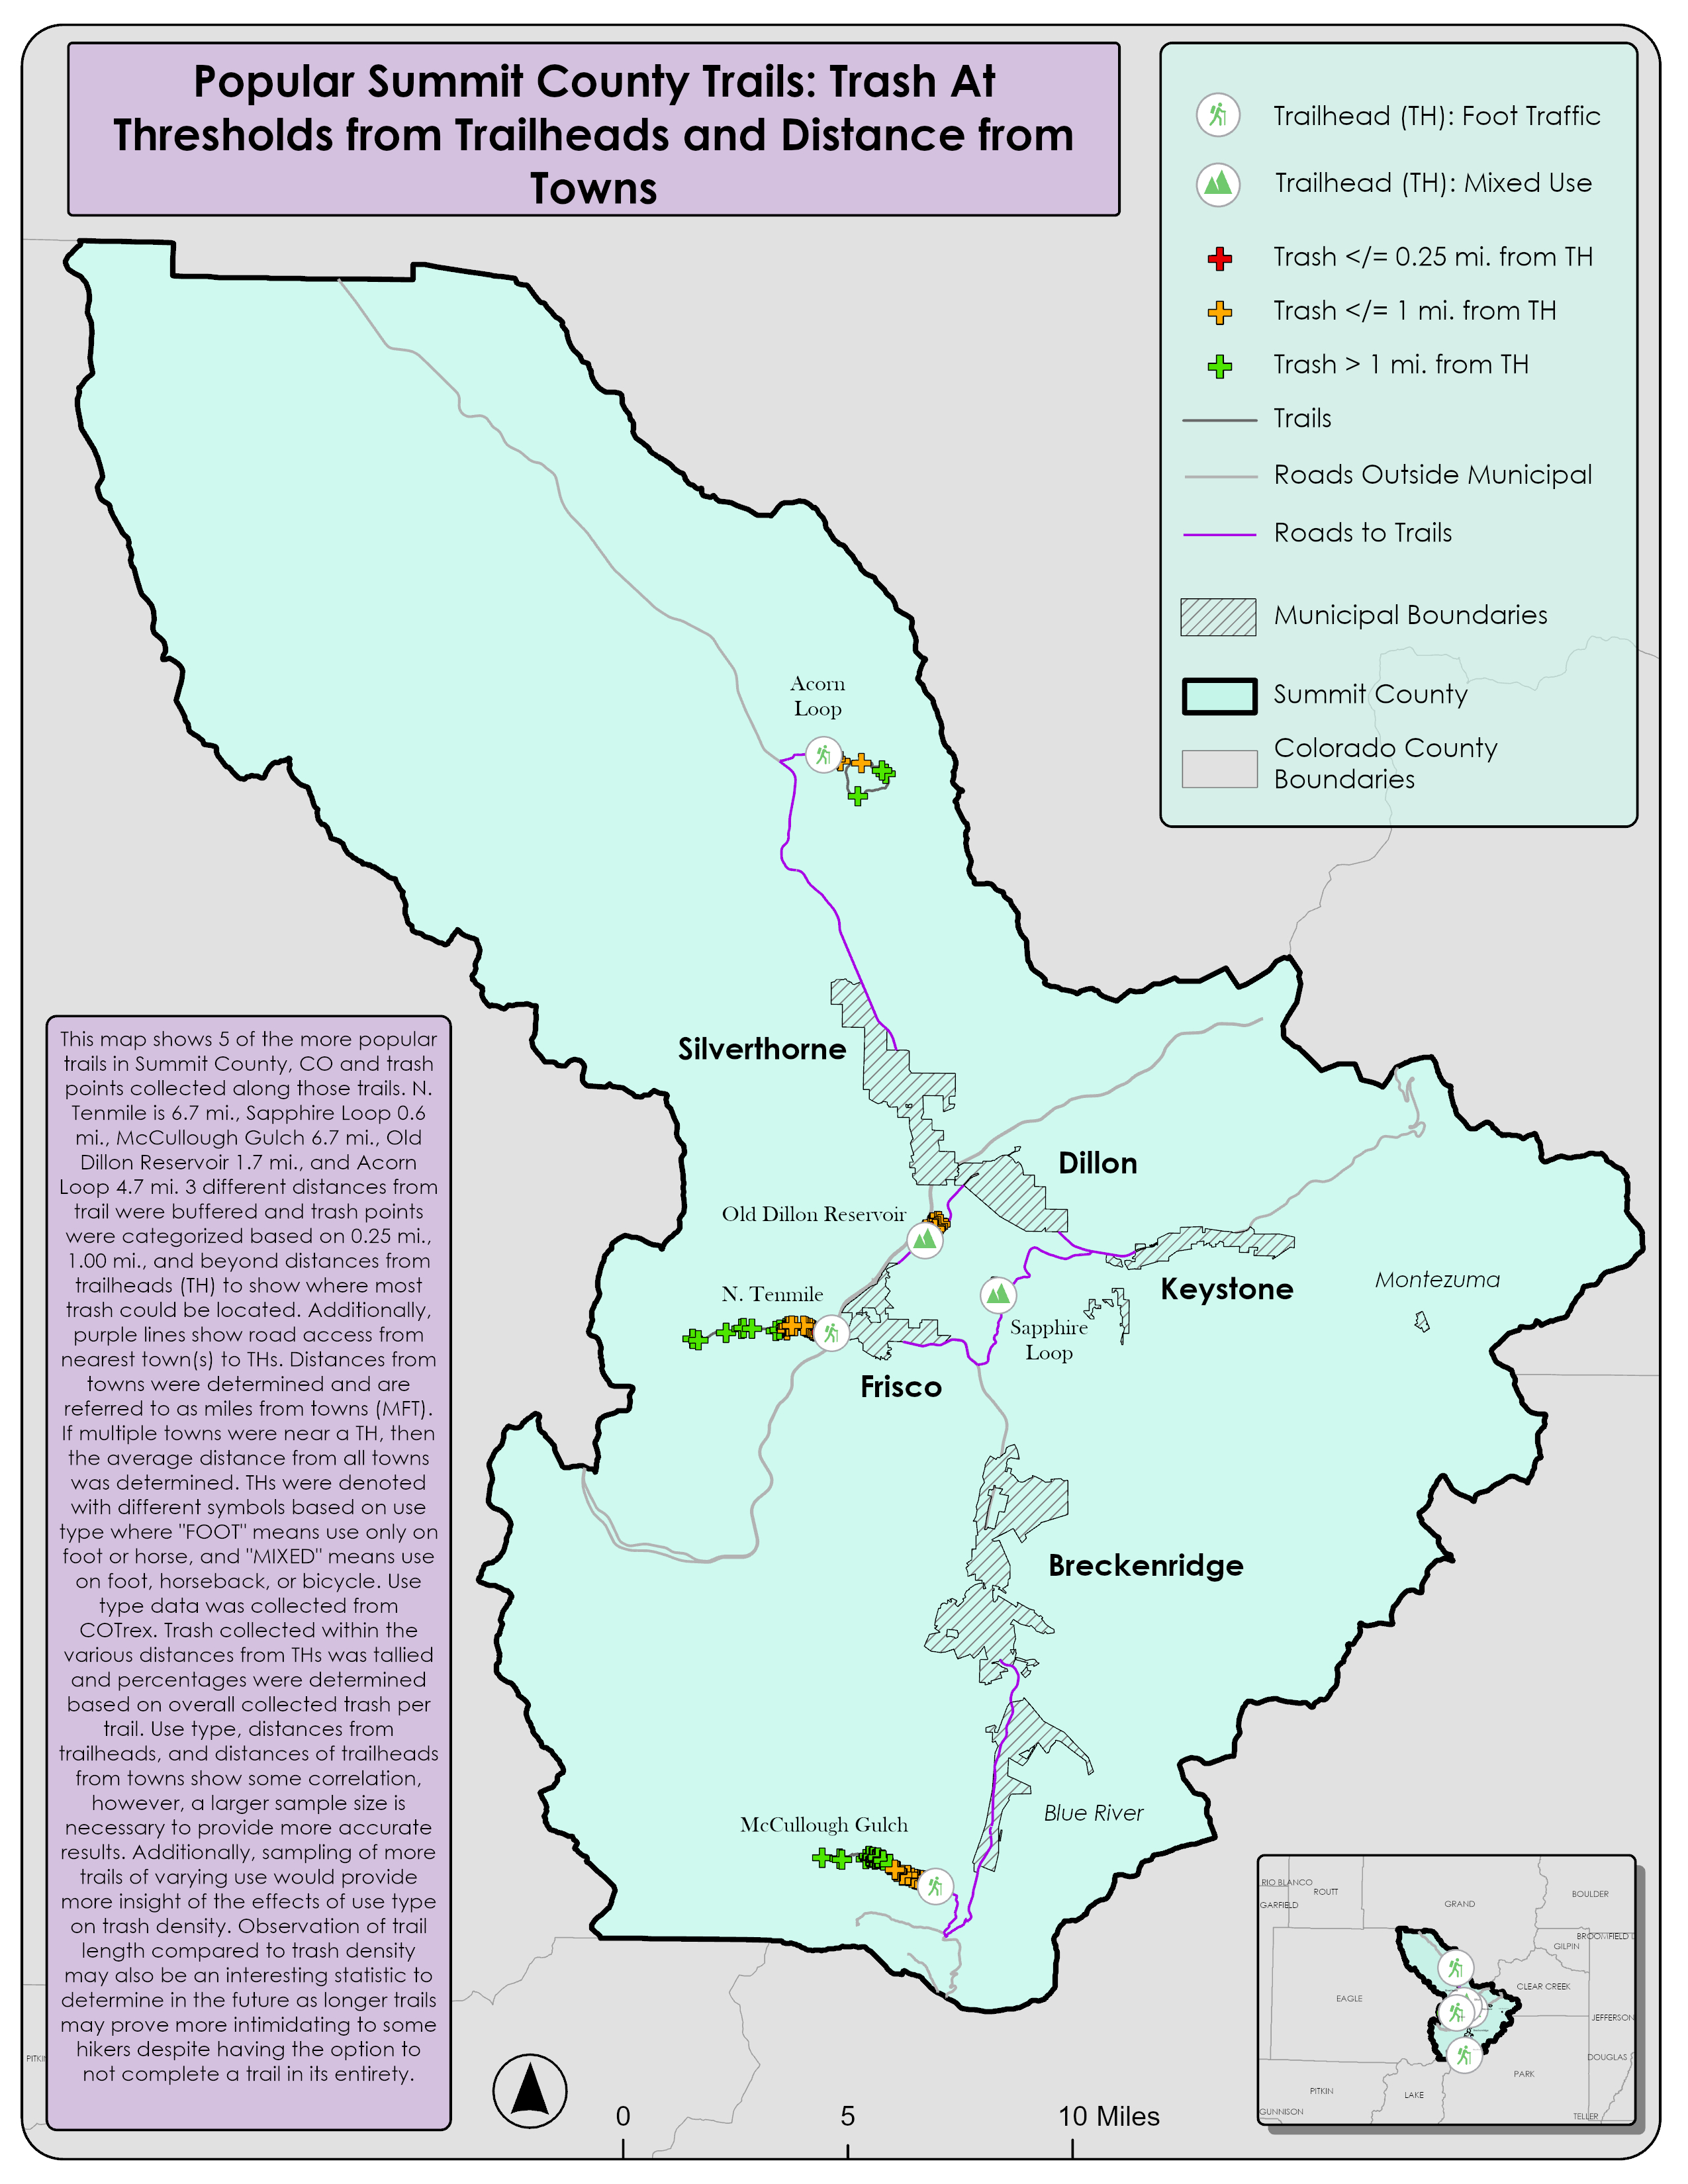 Popular Summit County Trails: Trash At
Thresholds from Trailheads and Distance from
Towns
Trailhead (TH): Foot Traffic
Trailhead (TH): Mixed Use
Trash </= 0.25 mi. from TH
Trash </= 1 mi. from TH
Trash > 1 mi. from TH
Trails
Roads Outside Municipal
Roads to Trails
Municipal Boundaries
Summit County
Colorado County
Boundaries
Acorn
Loop
Silverthorne
Dillon
Old Dillon Reservoir
Keystone
Montezuma
N. Tenmile
Sapphire
Loop
Frisco
Breckenridge
Blue River
McCullough Gulch
This map shows 5 of the more popular
trails in Summit County, CO and trash
points collected along those trails. N.
Tenmile is 6.7 mi., Sapphire Loop 0.6
mi., McCullough Gulch 6.7 mi., Old
Dillon Reservoir 1.7 mi., and Acorn
Loop 4.7 mi. 3 different distances from
trail were buffered and trash points
were categorized based on 0.25 mi.,
1.00 mi., and beyond distances from
trailheads (TH) to show where most
trash could be located. Additionally,
purple lines show road access from
nearest town(s) to THs. Distances from
towns were determined and are
referred to as miles from towns (MFT).
If multiple towns were near a TH, then
the average distance from all towns
was determined. THs were denoted
with different symbols based on use
type where "FOOT" means use only on
foot or horse, and "MIXED" means use
on foot, horseback, or bicycle. Use
type data was collected from
COTrex. Trash collected within the
various distances from THs was tallied
and percentages were determined
based on overall collected trash per
trail. Use type, distances from
trailheads, and distances of trailheads
from towns show some correlation,
however, a larger sample size is
necessary to provide more accurate
results. Additionally, sampling of more
trails of varying use would provide
more insight of the effects of use type
on trash density. Observation of trail
length compared to trash density
may also be an interesting statistic to
determine in the future as longer trails
may prove more intimidating to some
hikers despite having the option to
not complete a trail in its entirety.
0 5 10 Miles
RIO BLANCO
ROUTT
GARFIELD
GRAND
BOULDER
BROOMFIELD
GILPIN
CLEAR CREEK
EAGLE
JEFFERSON
DOUGLAS
PARK
PITKIN
LAKE
GUNNISON
TELLER